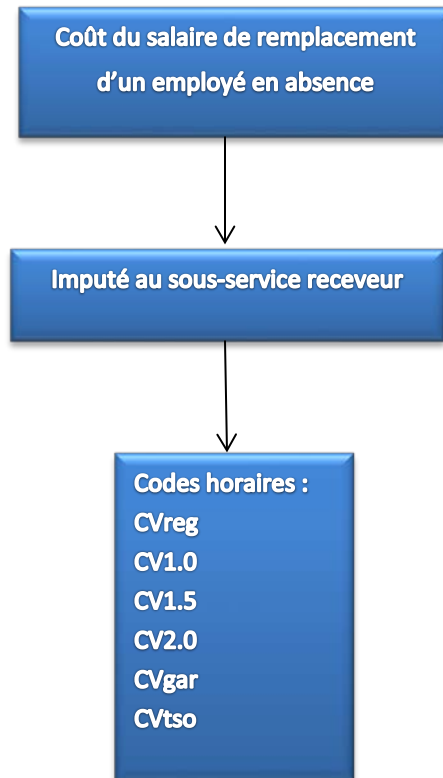 Coût du salaire de remplacement
d’un employé en absence
Imputé au sous-service receveur
Codes horaires :
CVreg
CV1.0
CV1.5
CV2.0
CVgar
CVtso